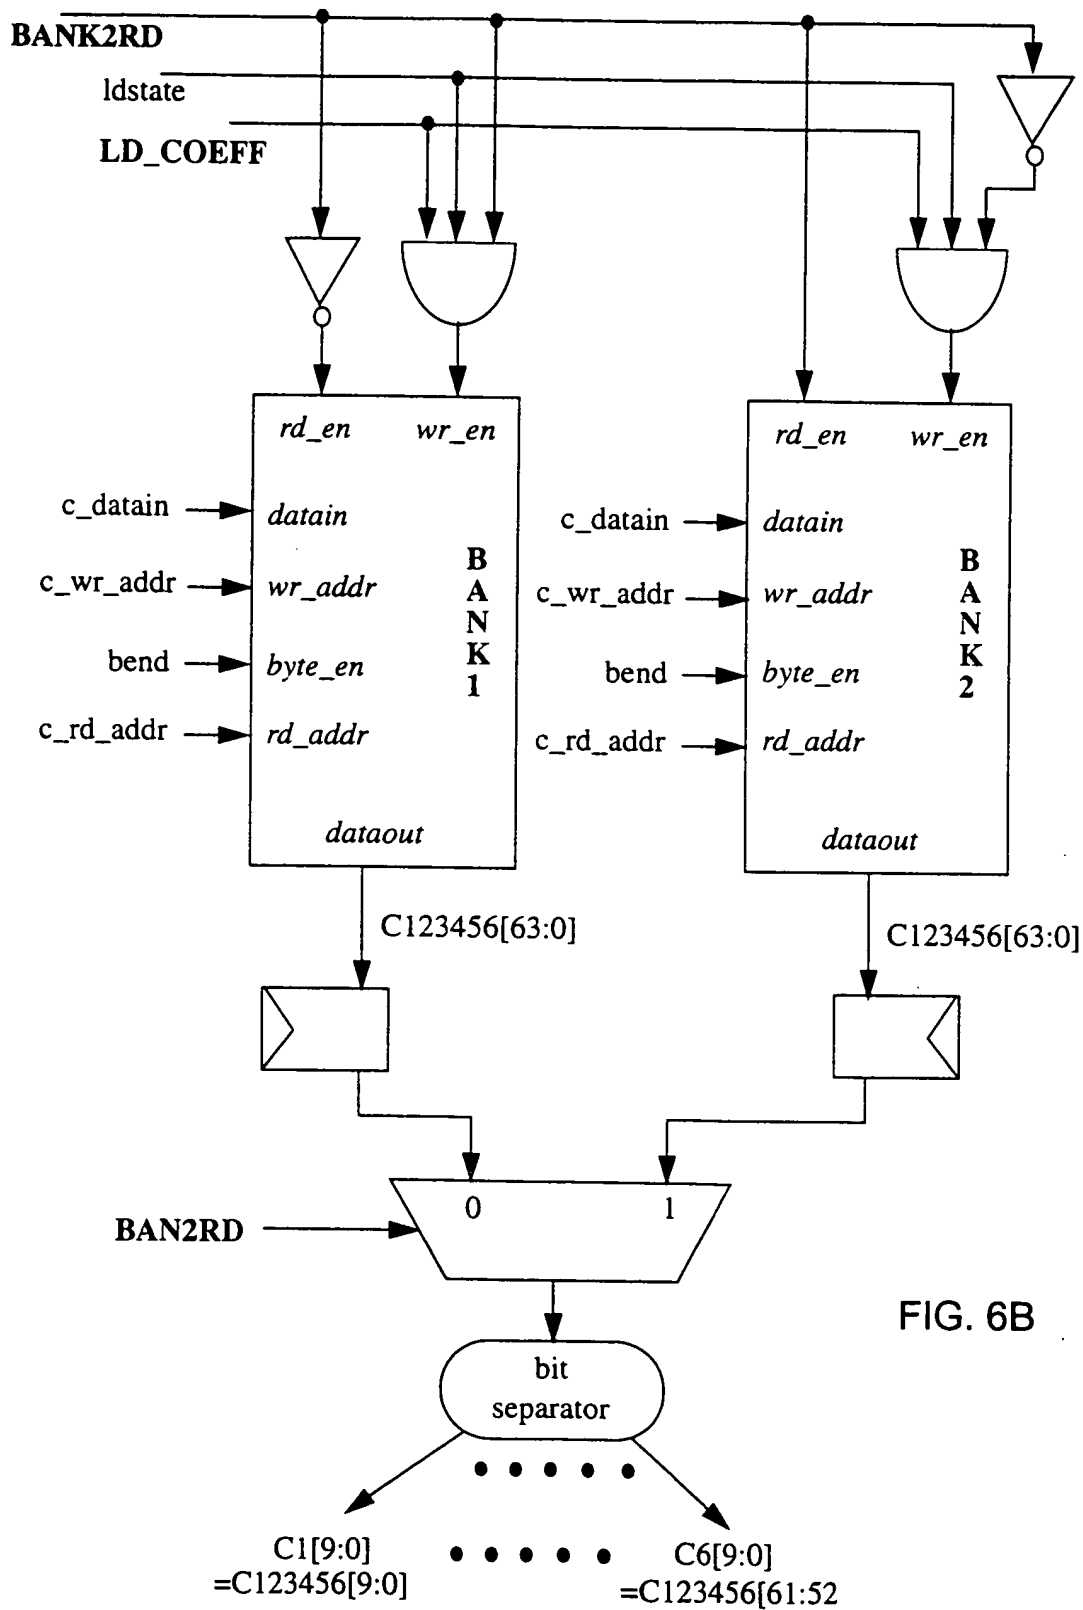 BANK2RD
ldstate
LD_COEFF
rd_en wr_en
rd_en wr_en
c_datain datain
c_datain datain
c_wr_addr wr_addr
c_wr_addr wr_addr
bend byte_en
bend byte_en
c_rd_addr rd_addr
c_rd_addr rd_addr
B
A
N
K
1
B
A
N
K
2
dataout
dataout
C123456[63:0]
C123456[63:0]
0 1
BAN2RD
FIG. 6B
bit
separator
C1[9:0]
=C123456[9:0]
C6[9:0]
=C123456[61:52